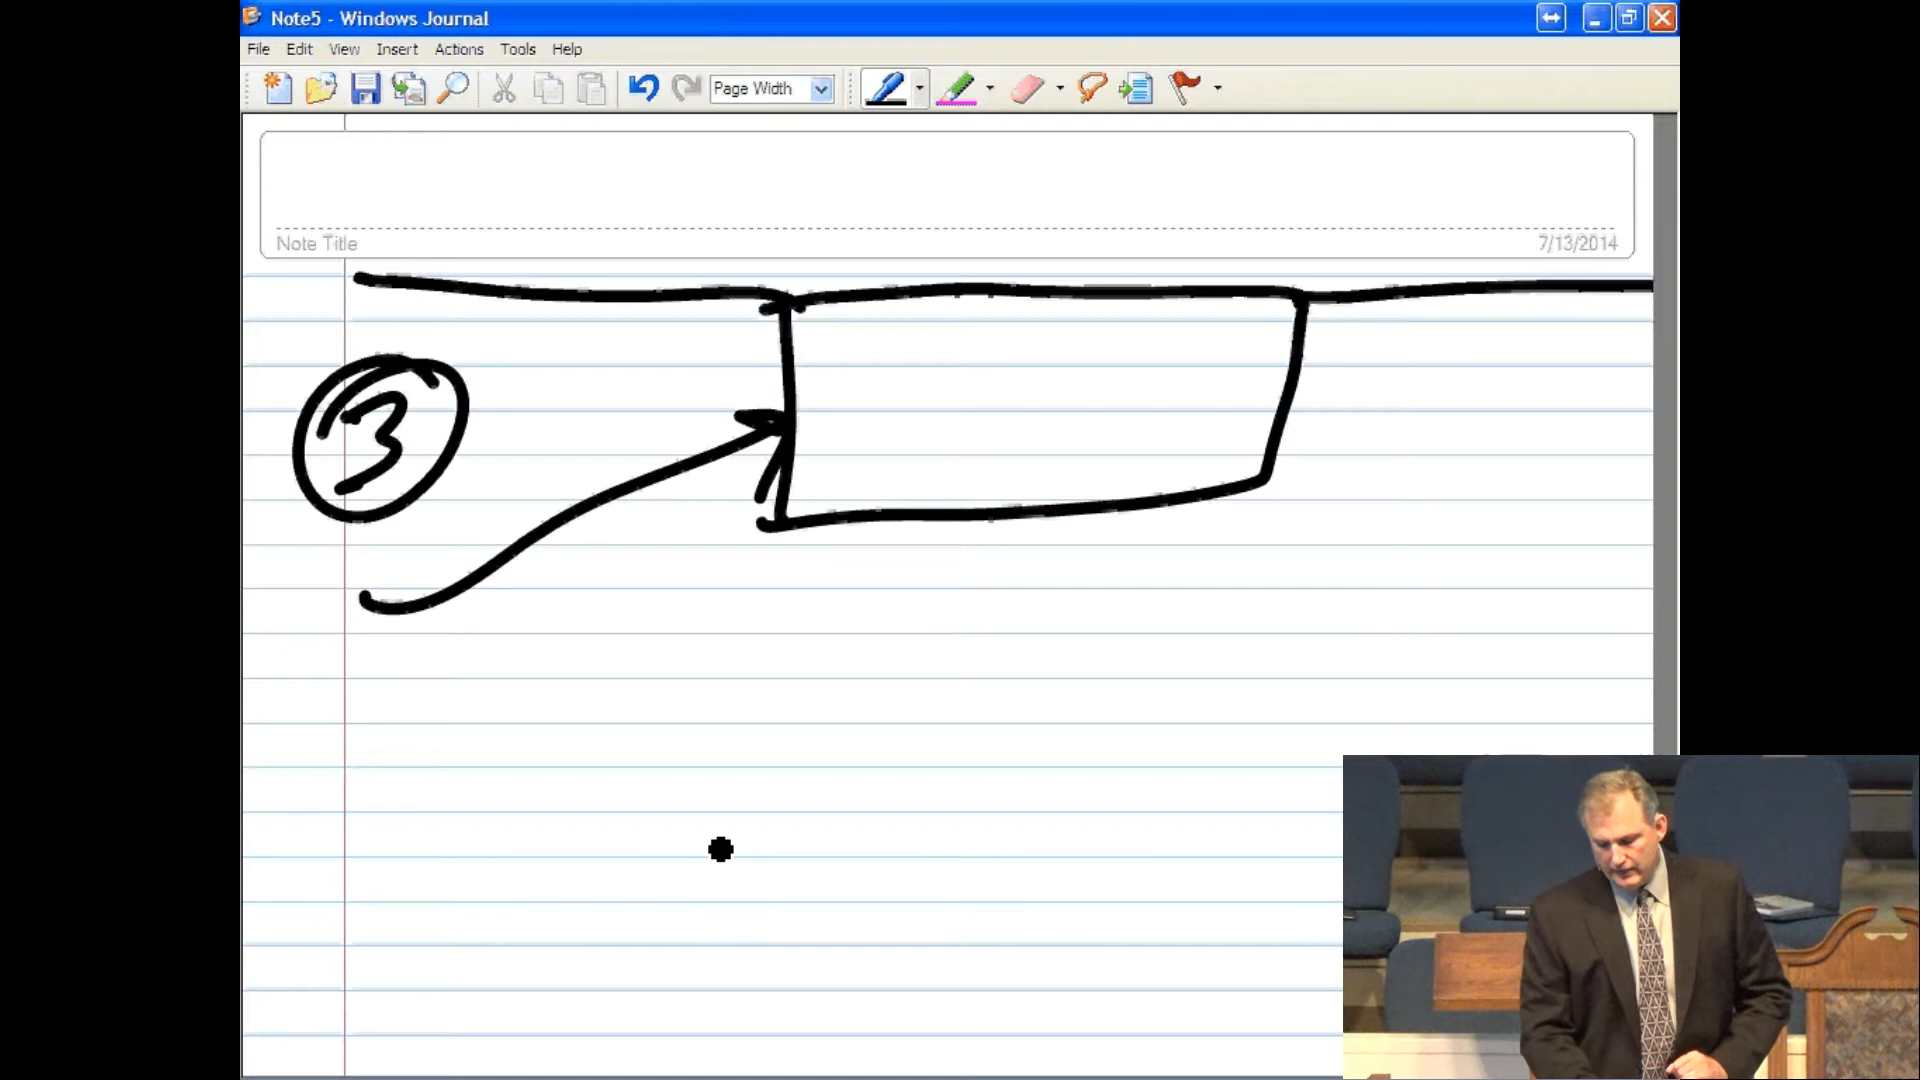 Note5 - Windows Journal
File Edit View Insert Actions Tools Help
Page Width
Note Title
7/13/2014
3